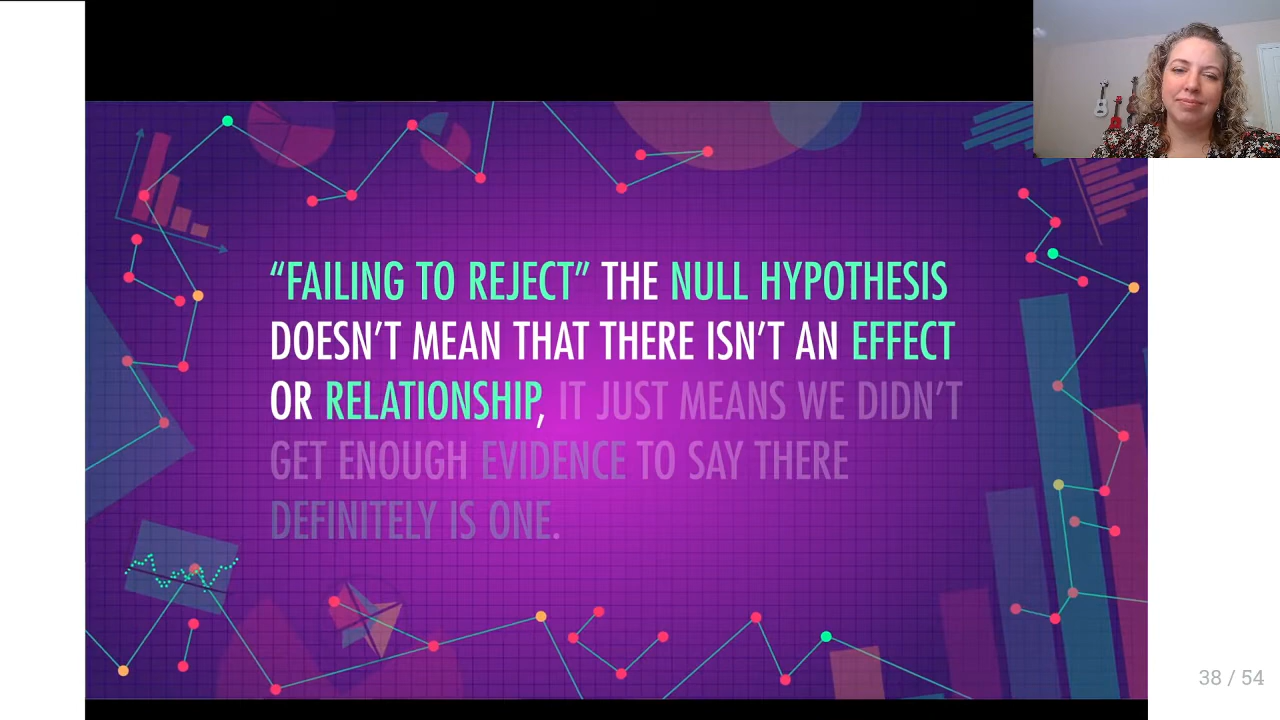 “FAILING TO REJECT” THE NULL HYPOTHESIS
DOESN’T MEAN THAT THERE ISN’T AN EFFECT
OR RELATIONSHIP, IT JUST MEANS WE DIDN’T
GET ENOUGH EVIDENCE TO SAY THERE
DEFINITELY IS ONE.
38 / 54